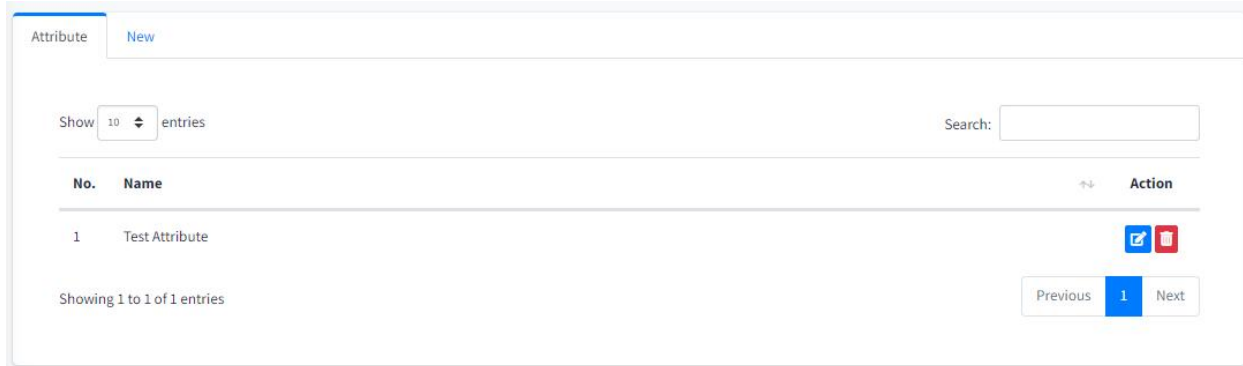 Attribute New
Show 10 entries Search:
No. Name Action
1 Test Attribute
Showing 1 to 1 of 1 entries Previous 1 Next